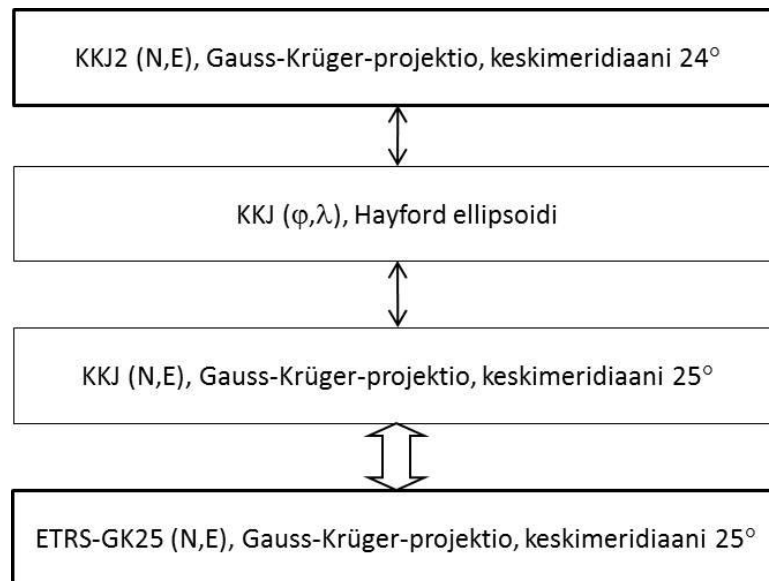 KKJ2 (N,E), Gauss-Krüger-projektio, keskimeridiaani 24°
KKJ (φ,λ), Hayford ellipsoidi
KKJ (N,E), Gauss-Krüger-projektio, keskimeridiaani 25°
ETRS-GK25 (N,E), Gauss-Krüger-projektio, keskimeridiaani 25°